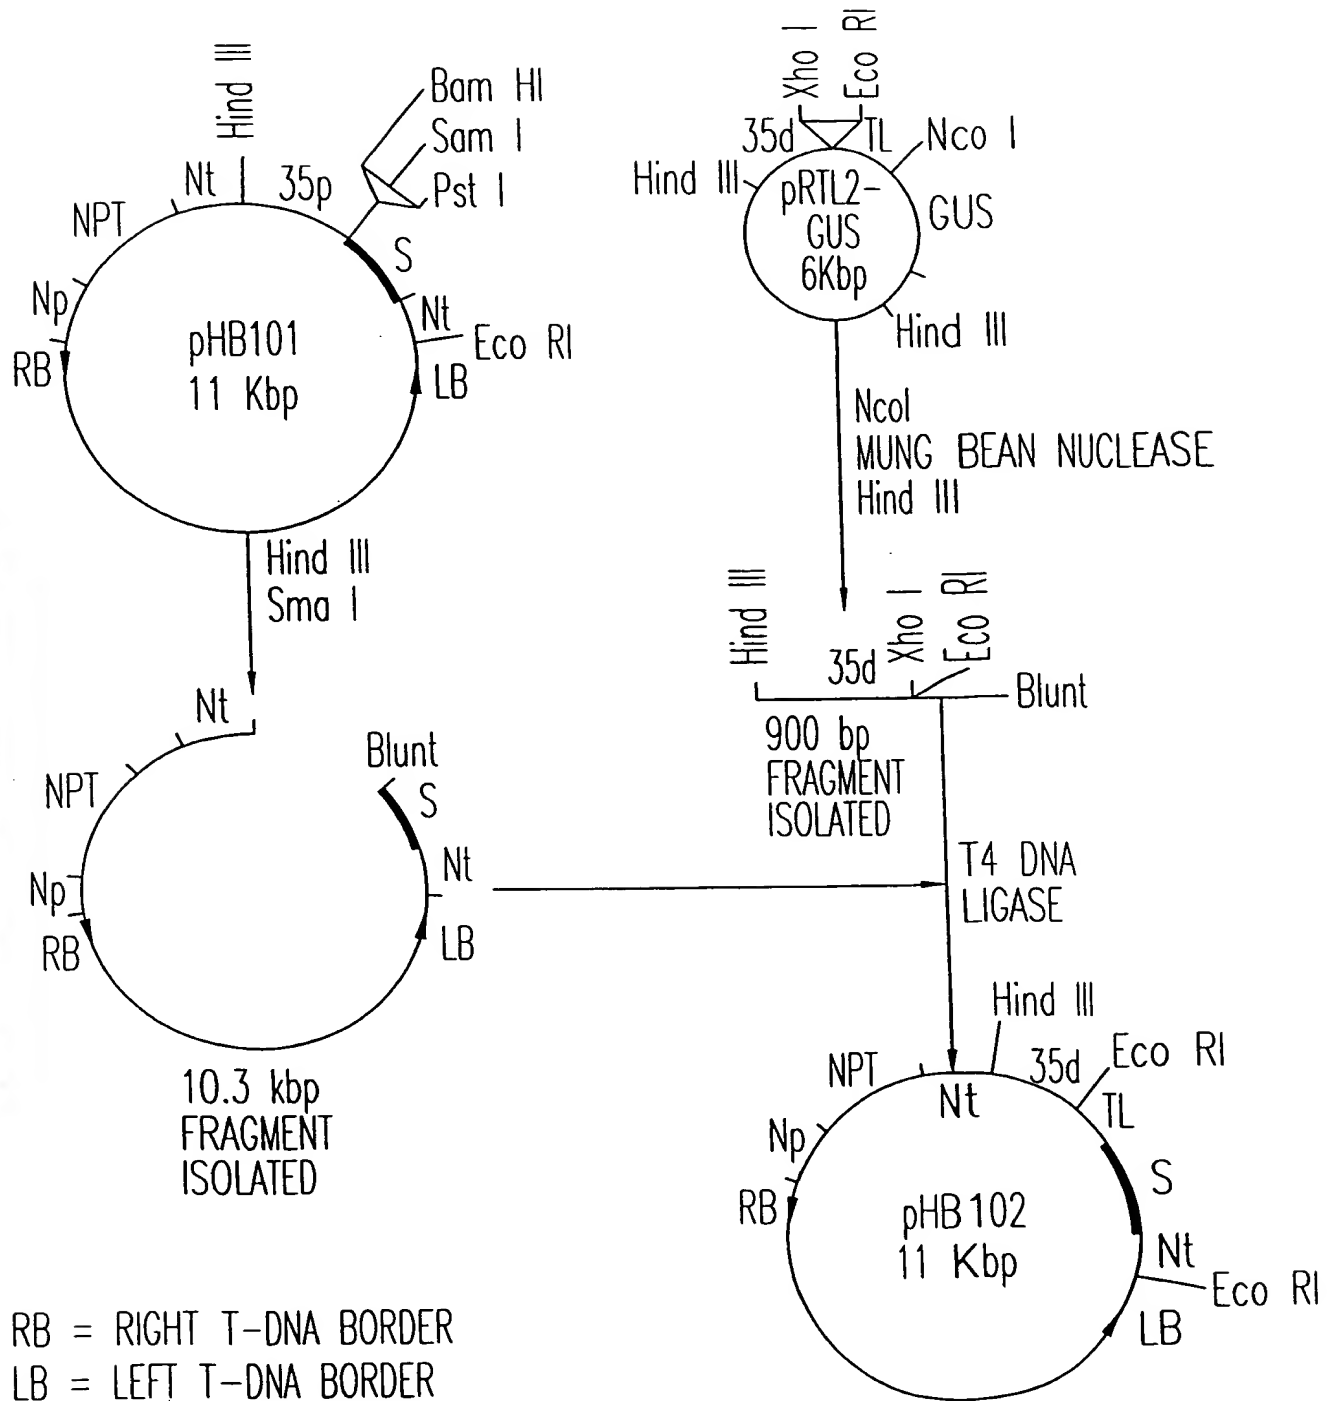 Hind III
Bam HI
Sam I
Pst I
Nt
35p
NPT
S
Np
Nt
Eco RI
RB
LB
pHB101
11 Kbp
Hind III
Sma I
Xho I
Eco RI
35d
TL
Nco I
Hind III
pRTL2-
GUS
6Kbp
GUS
Hind III
NcoI
MUNG BEAN NUCLEASE
Hind III
Hind III
35d
Xho I
Eco RI
Blunt
900 bp
FRAGMENT
ISOLATED
Nt
Blunt
NPT
S
Np
Nt
RB
LB
10.3 kbp
FRAGMENT
ISOLATED
T4 DNA
LIGASE
Hind III
NPT
Nt
35d
Eco RI
TL
Np
S
RB
pHB102
11 Kbp
Nt
Eco RI
LB
RB = RIGHT T-DNA BORDER
LB = LEFT T-DNA BORDER